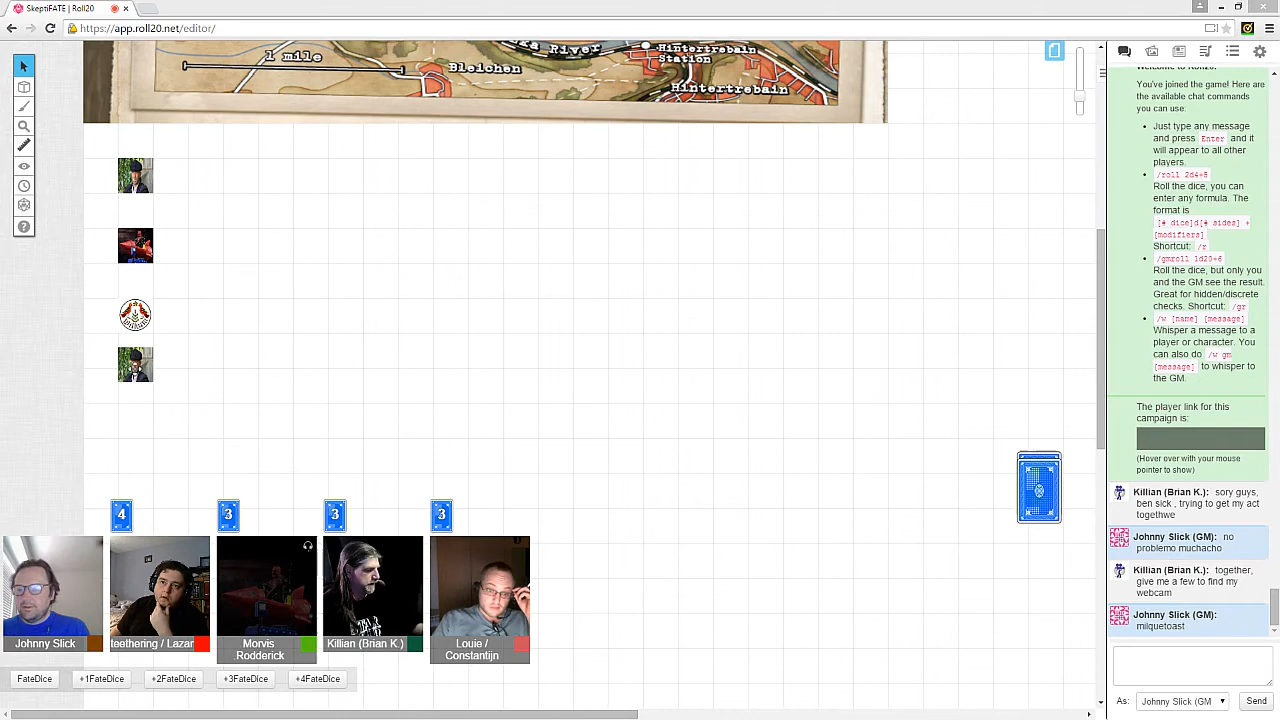 SkeptiFATE | Roll20
https://app.roll20.net/editor/
1 mile
Bleichen
ka River
Hintertrebain
Station
Hintertrebain
Welcome to Roll20!
You've joined the game! Here are
the available chat commands
you can use:
Just type any message
and press Enter and it
will appear to all other
players.
/roll 2d4+5
Roll the dice, you can
enter any formula. The
format is
[# dice]d[# sides] +
[modifiers]
Shortcut: /r
/gmroll 1d20+6
Roll the dice, but only you
and the GM see the result.
Great for hidden/discrete
checks. Shortcut: /gr
/w [name] [message]
Whisper a message to a
player or character. You
can also do /w gm
[message] to whisper to
the GM.
The player link for this
campaign is:
(Hover over with your mouse
pointer to show)
Killian (Brian K.): sory guys,
ben sick , trying to get my act
togethwe
Johnny Slick (GM): no
problemo muchacho
Killian (Brian K.): together,
give me a few to find my
webcam
Johnny Slick (GM):
milquetoast
4
3
3
3
Johnny Slick
teethering / Lazar
Morvis
Rodderick
Killian (Brian K.)
Louie /
Constantijn
FateDice
+1FateDice
+2FateDice
+3FateDice
+4FateDice
As:
Johnny Slick (GM
Send